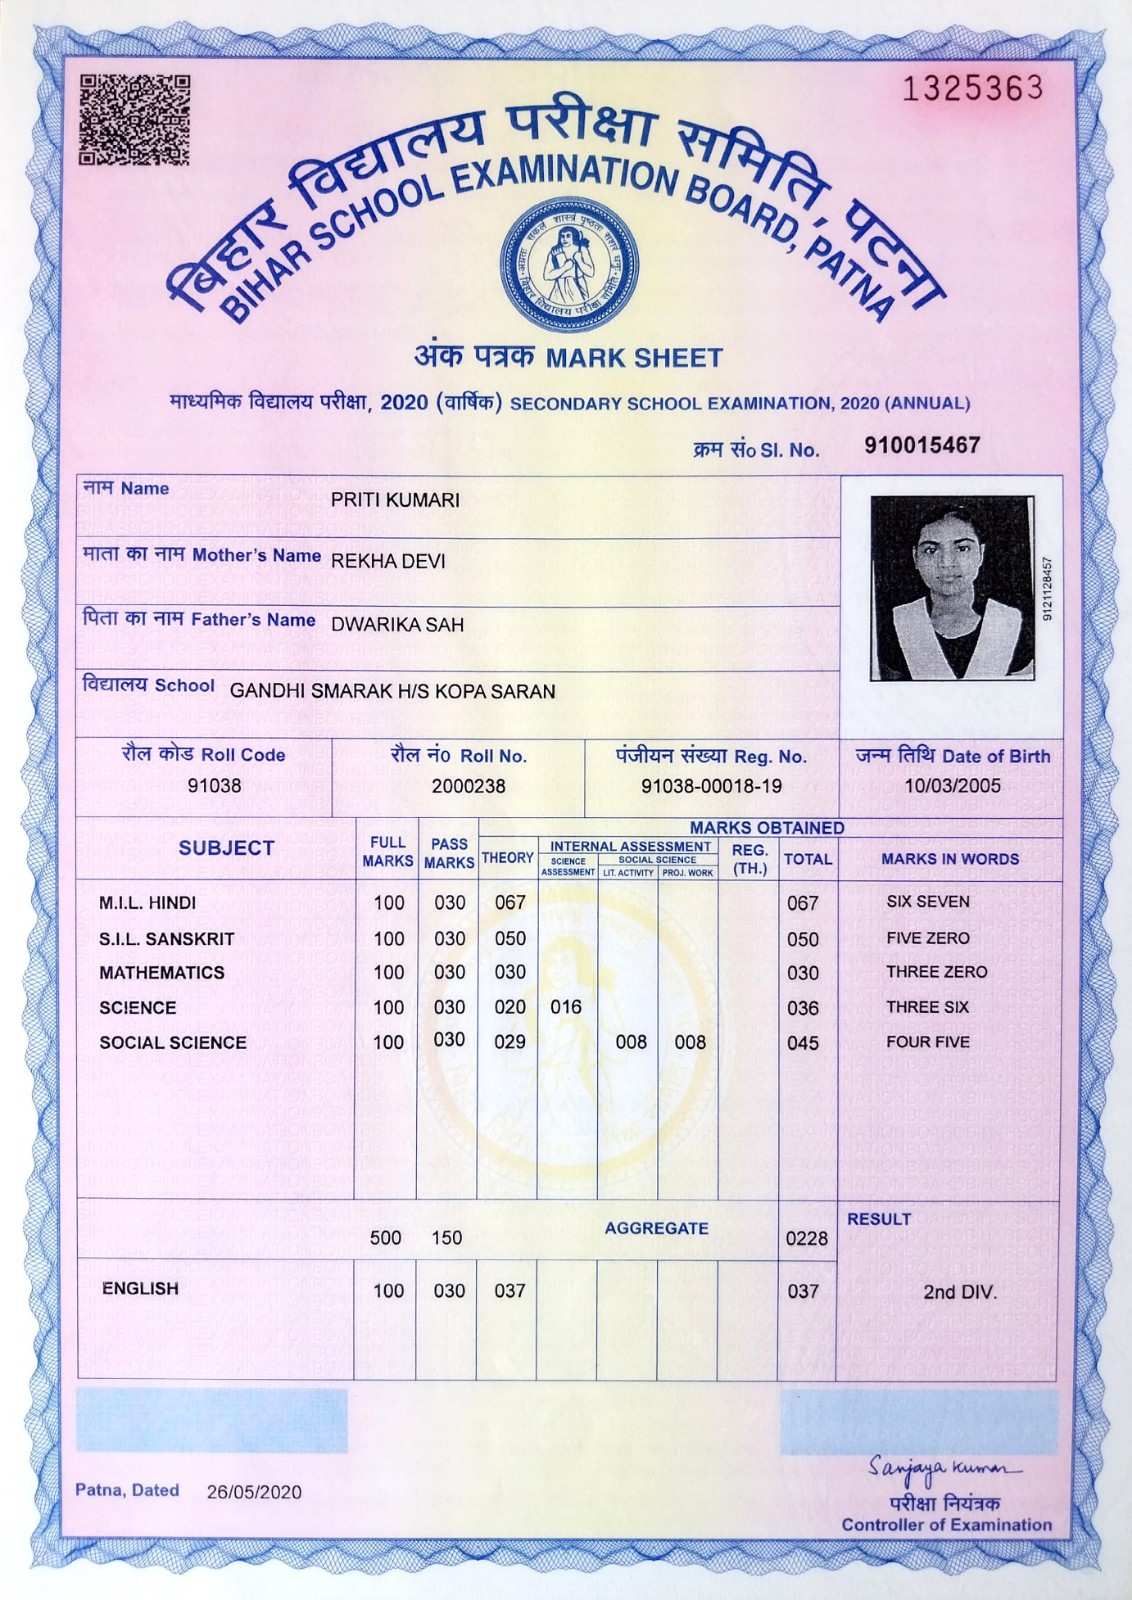 1325363
बिहार विद्यालय परीक्षा समिति, पटना
BIHAR SCHOOL EXAMINATION BOARD, PATNA
बिहार विद्यालय परीक्षा समिति
अंक पत्रक MARK SHEET
माध्यमिक विद्यालय परीक्षा, 2020 (वार्षिक) SECONDARY SCHOOL EXAMINATION, 2020 (ANNUAL)
क्रम सं० Sl. No. 910015467
नाम Name PRITI KUMARI
माता का नाम Mother's Name REKHA DEVI
9121128457
पिता का नाम Father's Name DWARIKA SAH
विद्यालय School GANDHI SMARAK H/S KOPA SARAN
रौल कोड Roll Code रौल नं० Roll No. पंजीयन संख्या Reg. No. जन्म तिथि Date of Birth
91038 2000238 91038-00018-19 10/03/2005
SUBJECT FULL MARKS PASS MARKS MARKS OBTAINED
THEORY INTERNAL ASSESSMENT REG. (TH.) TOTAL MARKS IN WORDS
SCIENCE ASSESSMENT SOCIAL SCIENCE
LIT. ACTIVITY PROJ. WORK
M.I.L. HINDI 100 030 067 067 SIX SEVEN
S.I.L. SANSKRIT 100 030 050 050 FIVE ZERO
MATHEMATICS 100 030 030 030 THREE ZERO
SCIENCE 100 030 020 016 036 THREE SIX
SOCIAL SCIENCE 100 030 029 008 008 045 FOUR FIVE
500 150 AGGREGATE 0228 RESULT
ENGLISH 100 030 037 037 2nd DIV.
Sanjaya Kumar
Patna, Dated 26/05/2020
परीक्षा नियंत्रक
Controller of Examination